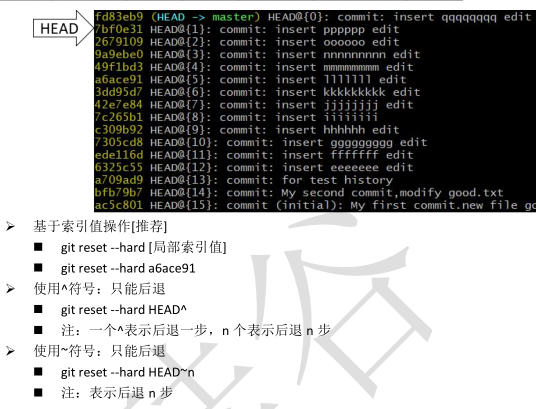 HEAD
fd83eb9 (HEAD -> master) HEAD@{0}: commit: insert qqqqqqqq edit
7bf0e31 HEAD@{1}: commit: insert pppppp edit
2679109 HEAD@{2}: commit: insert oooooo edit
9a9ebe0 HEAD@{3}: commit: insert nnnnnnnnn edit
49f1bd3 HEAD@{4}: commit: insert mmmmmmmmm edit
a6ace91 HEAD@{5}: commit: insert lllllll edit
3dd95d7 HEAD@{6}: commit: insert kkkkkkkkk edit
42e7e84 HEAD@{7}: commit: insert jjjjjjjj edit
7c265b1 HEAD@{8}: commit: insert iiiiiiii
c309b92 HEAD@{9}: commit: insert hhhhhh edit
7305cd8 HEAD@{10}: commit: insert ggggggggg edit
ede116d HEAD@{11}: commit: insert fffffff edit
6325c55 HEAD@{12}: commit: insert eeeeeee edit
a709ad9 HEAD@{13}: commit: for test history
bfb79b7 HEAD@{14}: commit: My second commit,modify good.txt
ac5c801 HEAD@{15}: commit (initial): My first commit.new file go
➢ 基于索引值操作[推荐]
■ git reset --hard [局部索引值]
■ git reset --hard a6ace91
➢ 使用^符号：只能后退
■ git reset --hard HEAD^
■ 注：一个^表示后退一步，n 个表示后退 n 步
➢ 使用~符号：只能后退
■ git reset --hard HEAD~n
■ 注：表示后退 n 步